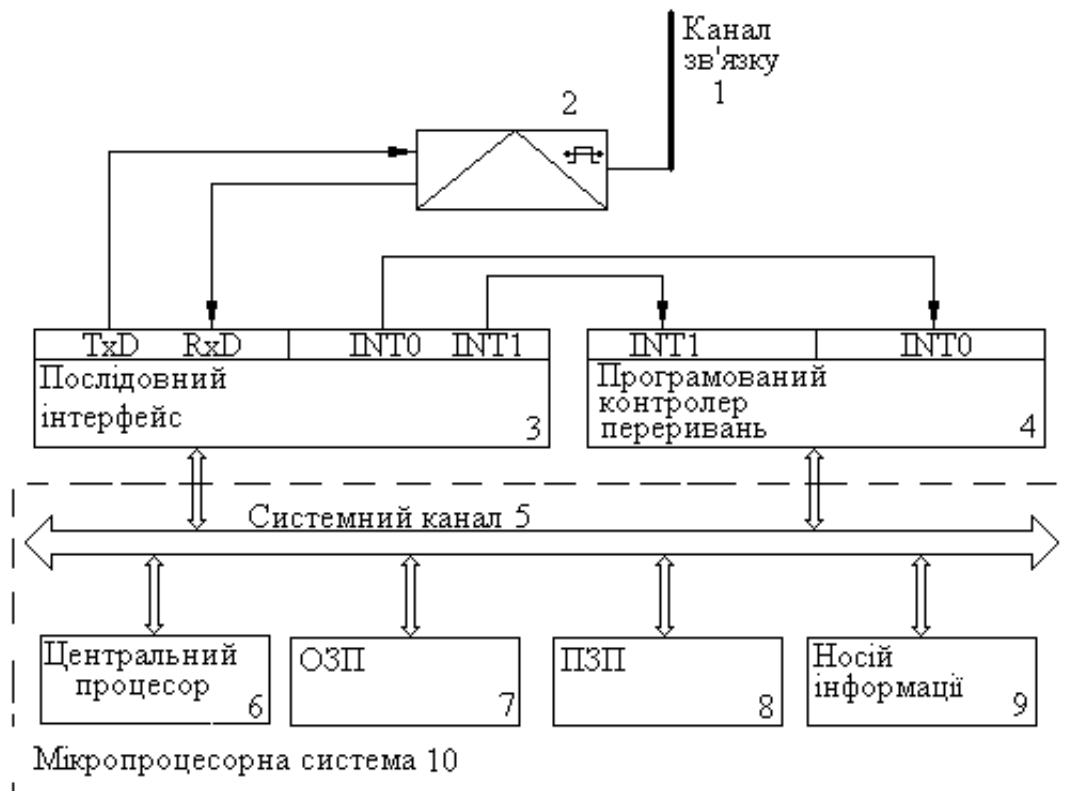 Канал
зв'язку
1
2
TxD RxD INT0 INT1
Послідовний
інтерфейс
3
INT1 INT0
Програмований
контролер
переривань
4
Системний канал 5
Центральний
процесор
6
ОЗП
7
ПЗП
8
Носій
інформації
9
Мікропроцесорна система 10